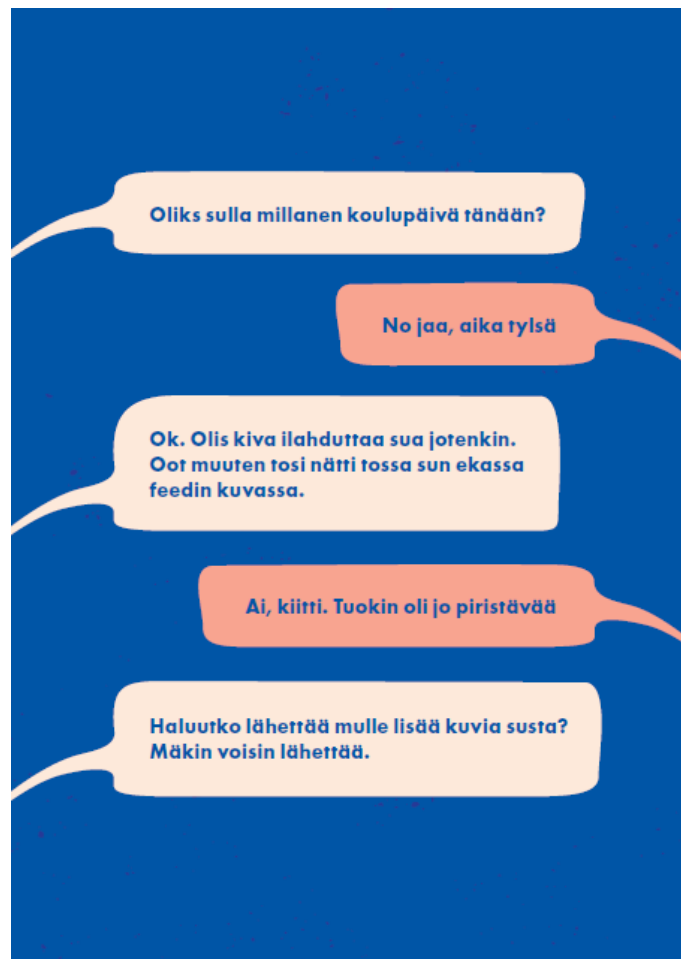 Oliks sulla millanen koulupäivä tänään?
No jaa, aika tylsä
Ok. Olis kiva ilahduttaa sua jotenkin.
Oot muuten tosi nätti tossa sun ekassa
feedin kuvassa.
Ai, kiitti. Tuokin oli jo piristävää
Haluutko lähettää mulle lisää kuvia susta?
Mäkin voisin lähettää.